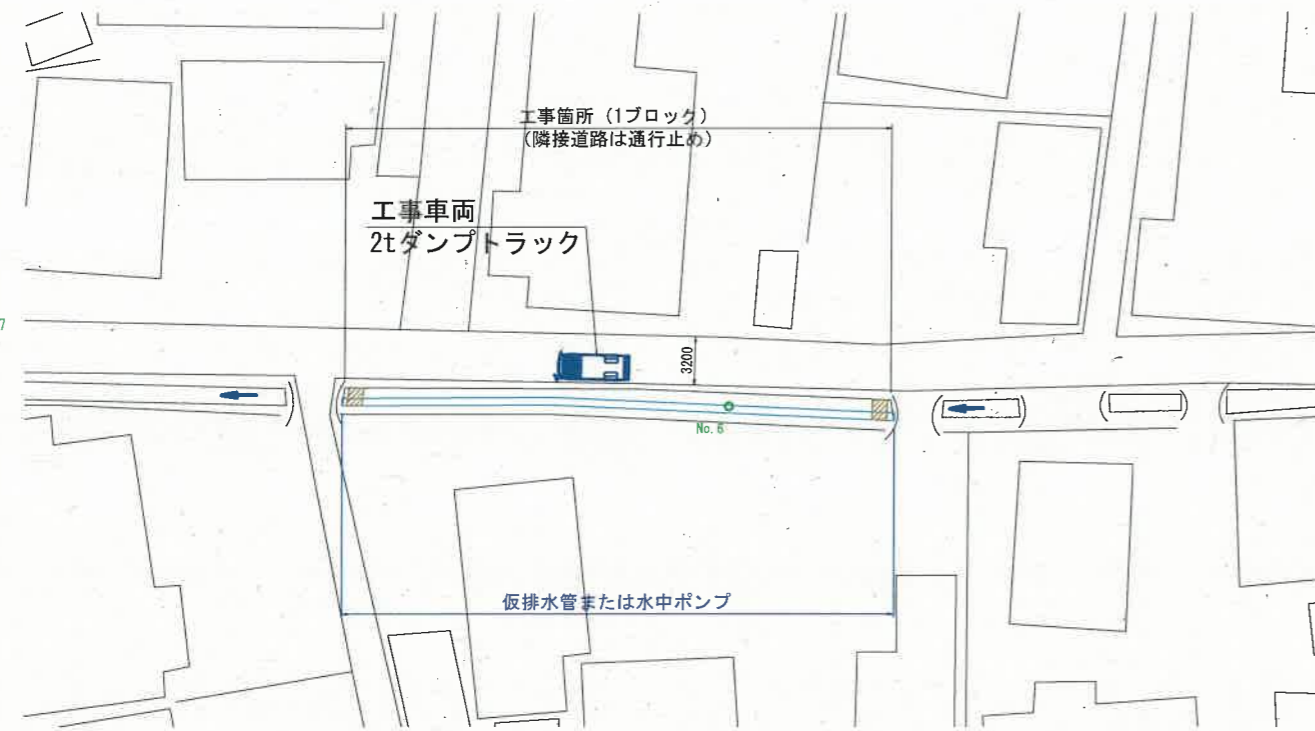 工事箇所（1ブロック）
（隣接道路は通行止め）
工事車両
2tダンプトラック
7
3200
No.6
仮排水管または水中ポンプ